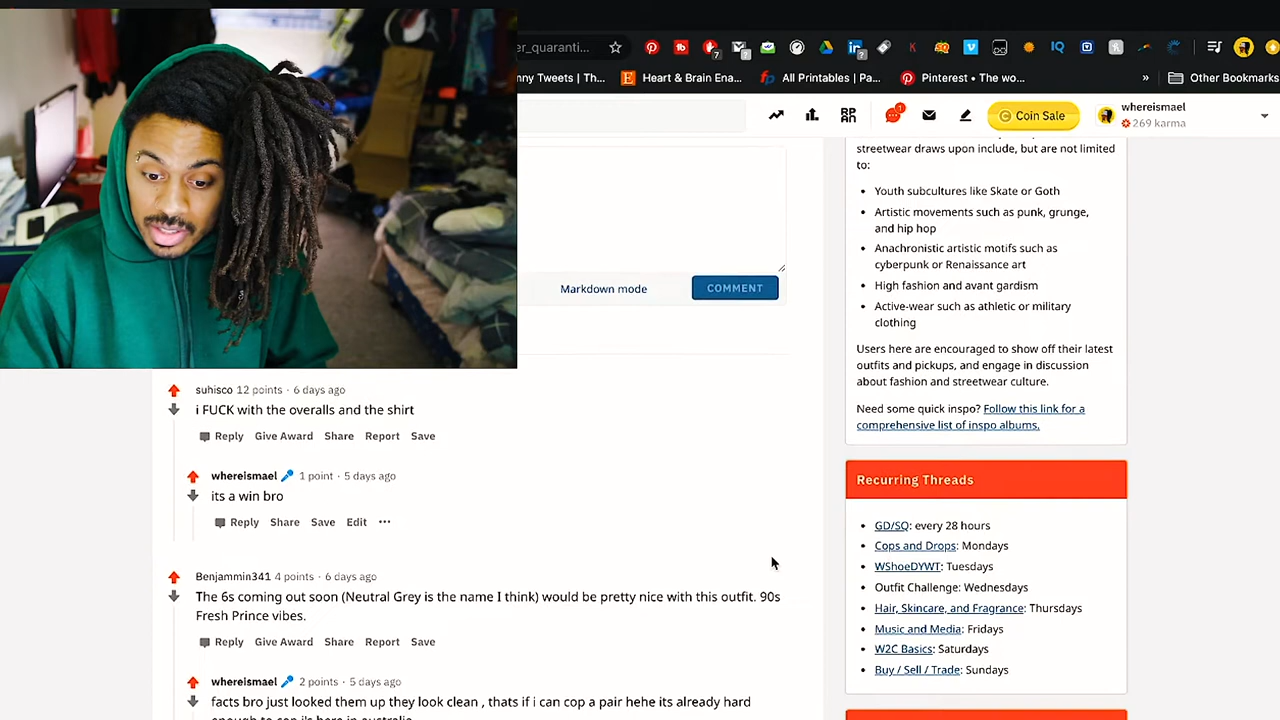 er_quaranti...
7
2
IQ
2
nny Tweets | Th...
Heart & Brain Ena...
All Printables | Pa...
Pinterest • The wo...
»
Other Bookmarks
1
Coin Sale
whereismael
269 karma
Markdown mode
COMMENT
suhisco 12 points · 6 days ago
i FUCK with the overalls and the shirt
Reply Give Award Share Report Save
whereismael 1 point · 5 days ago
its a win bro
Reply Share Save Edit ...
Benjammin341 4 points · 6 days ago
The 6s coming out soon (Neutral Grey is the name I think) would be pretty nice with this outfit. 90s
Fresh Prince vibes.
Reply Give Award Share Report Save
whereismael 2 points · 5 days ago
facts bro just looked them up they look clean , thats if i can cop a pair hehe its already hard
enough to cop j's here in australia
streetwear draws upon include, but are not limited
to:
• Youth subcultures like Skate or Goth
• Artistic movements such as punk, grunge,
and hip hop
• Anachronistic artistic motifs such as
cyberpunk or Renaissance art
• High fashion and avant gardism
• Active-wear such as athletic or military
clothing
Users here are encouraged to show off their latest
outfits and pickups, and engage in discussion
about fashion and streetwear culture.
Need some quick inspo? Follow this link for a
comprehensive list of inspo albums.
Recurring Threads
• GD/SQ: every 28 hours
• Cops and Drops: Mondays
• WShoeDYWT: Tuesdays
• Outfit Challenge: Wednesdays
• Hair, Skincare, and Fragrance: Thursdays
• Music and Media: Fridays
• W2C Basics: Saturdays
• Buy / Sell / Trade: Sundays